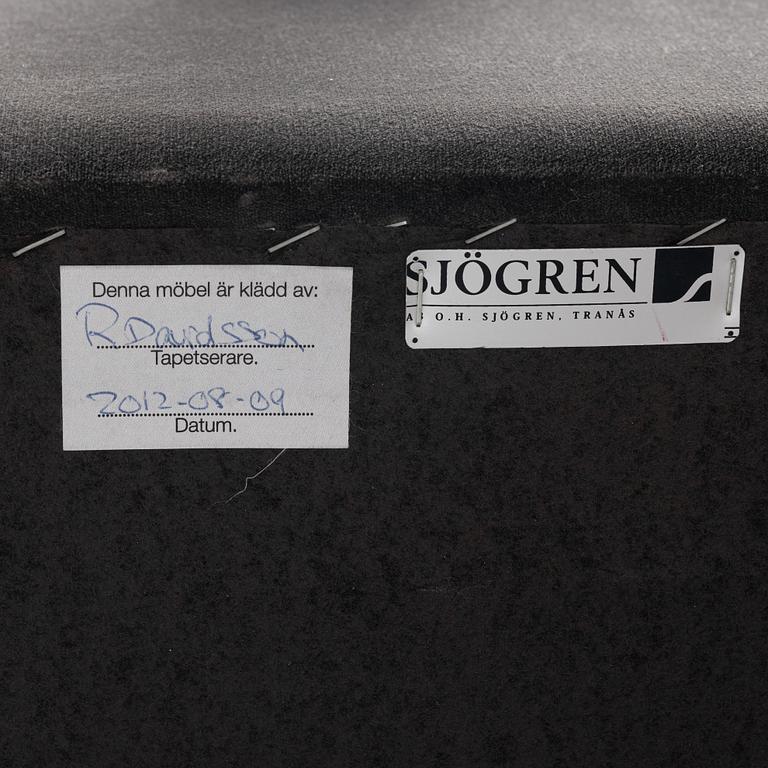 Denna möbel är klädd av:
R Davidsson
Tapetserare.
2012-08-09
Datum.
SJÖGREN
AB O.H. SJÖGREN, TRANÅS